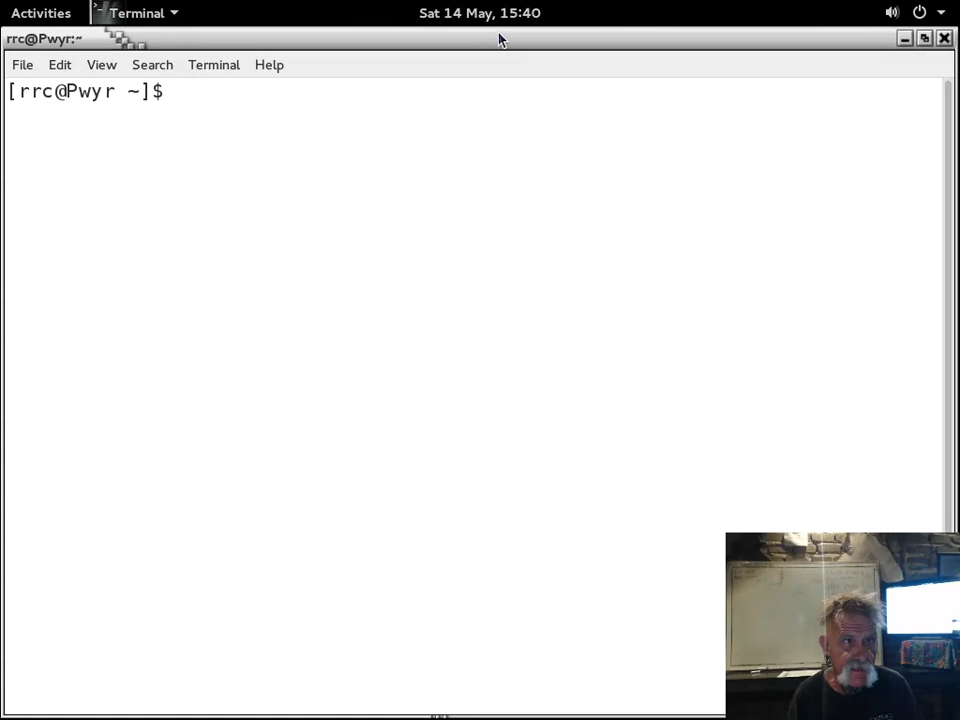 Activities Terminal Sat 14 May, 15:40
rrc@Pwyr:~
File Edit View Search Terminal Help
[rrc@Pwyr ~]$